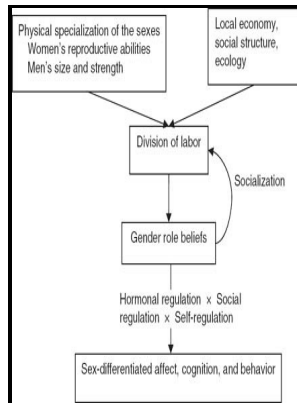 Physical specialization of the sexes
Women's reproductive abilities
Men's size and strength
Local economy,
social structure,
ecology
Division of labor
Socialization
Gender role beliefs
Hormonal regulation × Social
regulation × Self-regulation
Sex-differentiated affect, cognition, and behavior